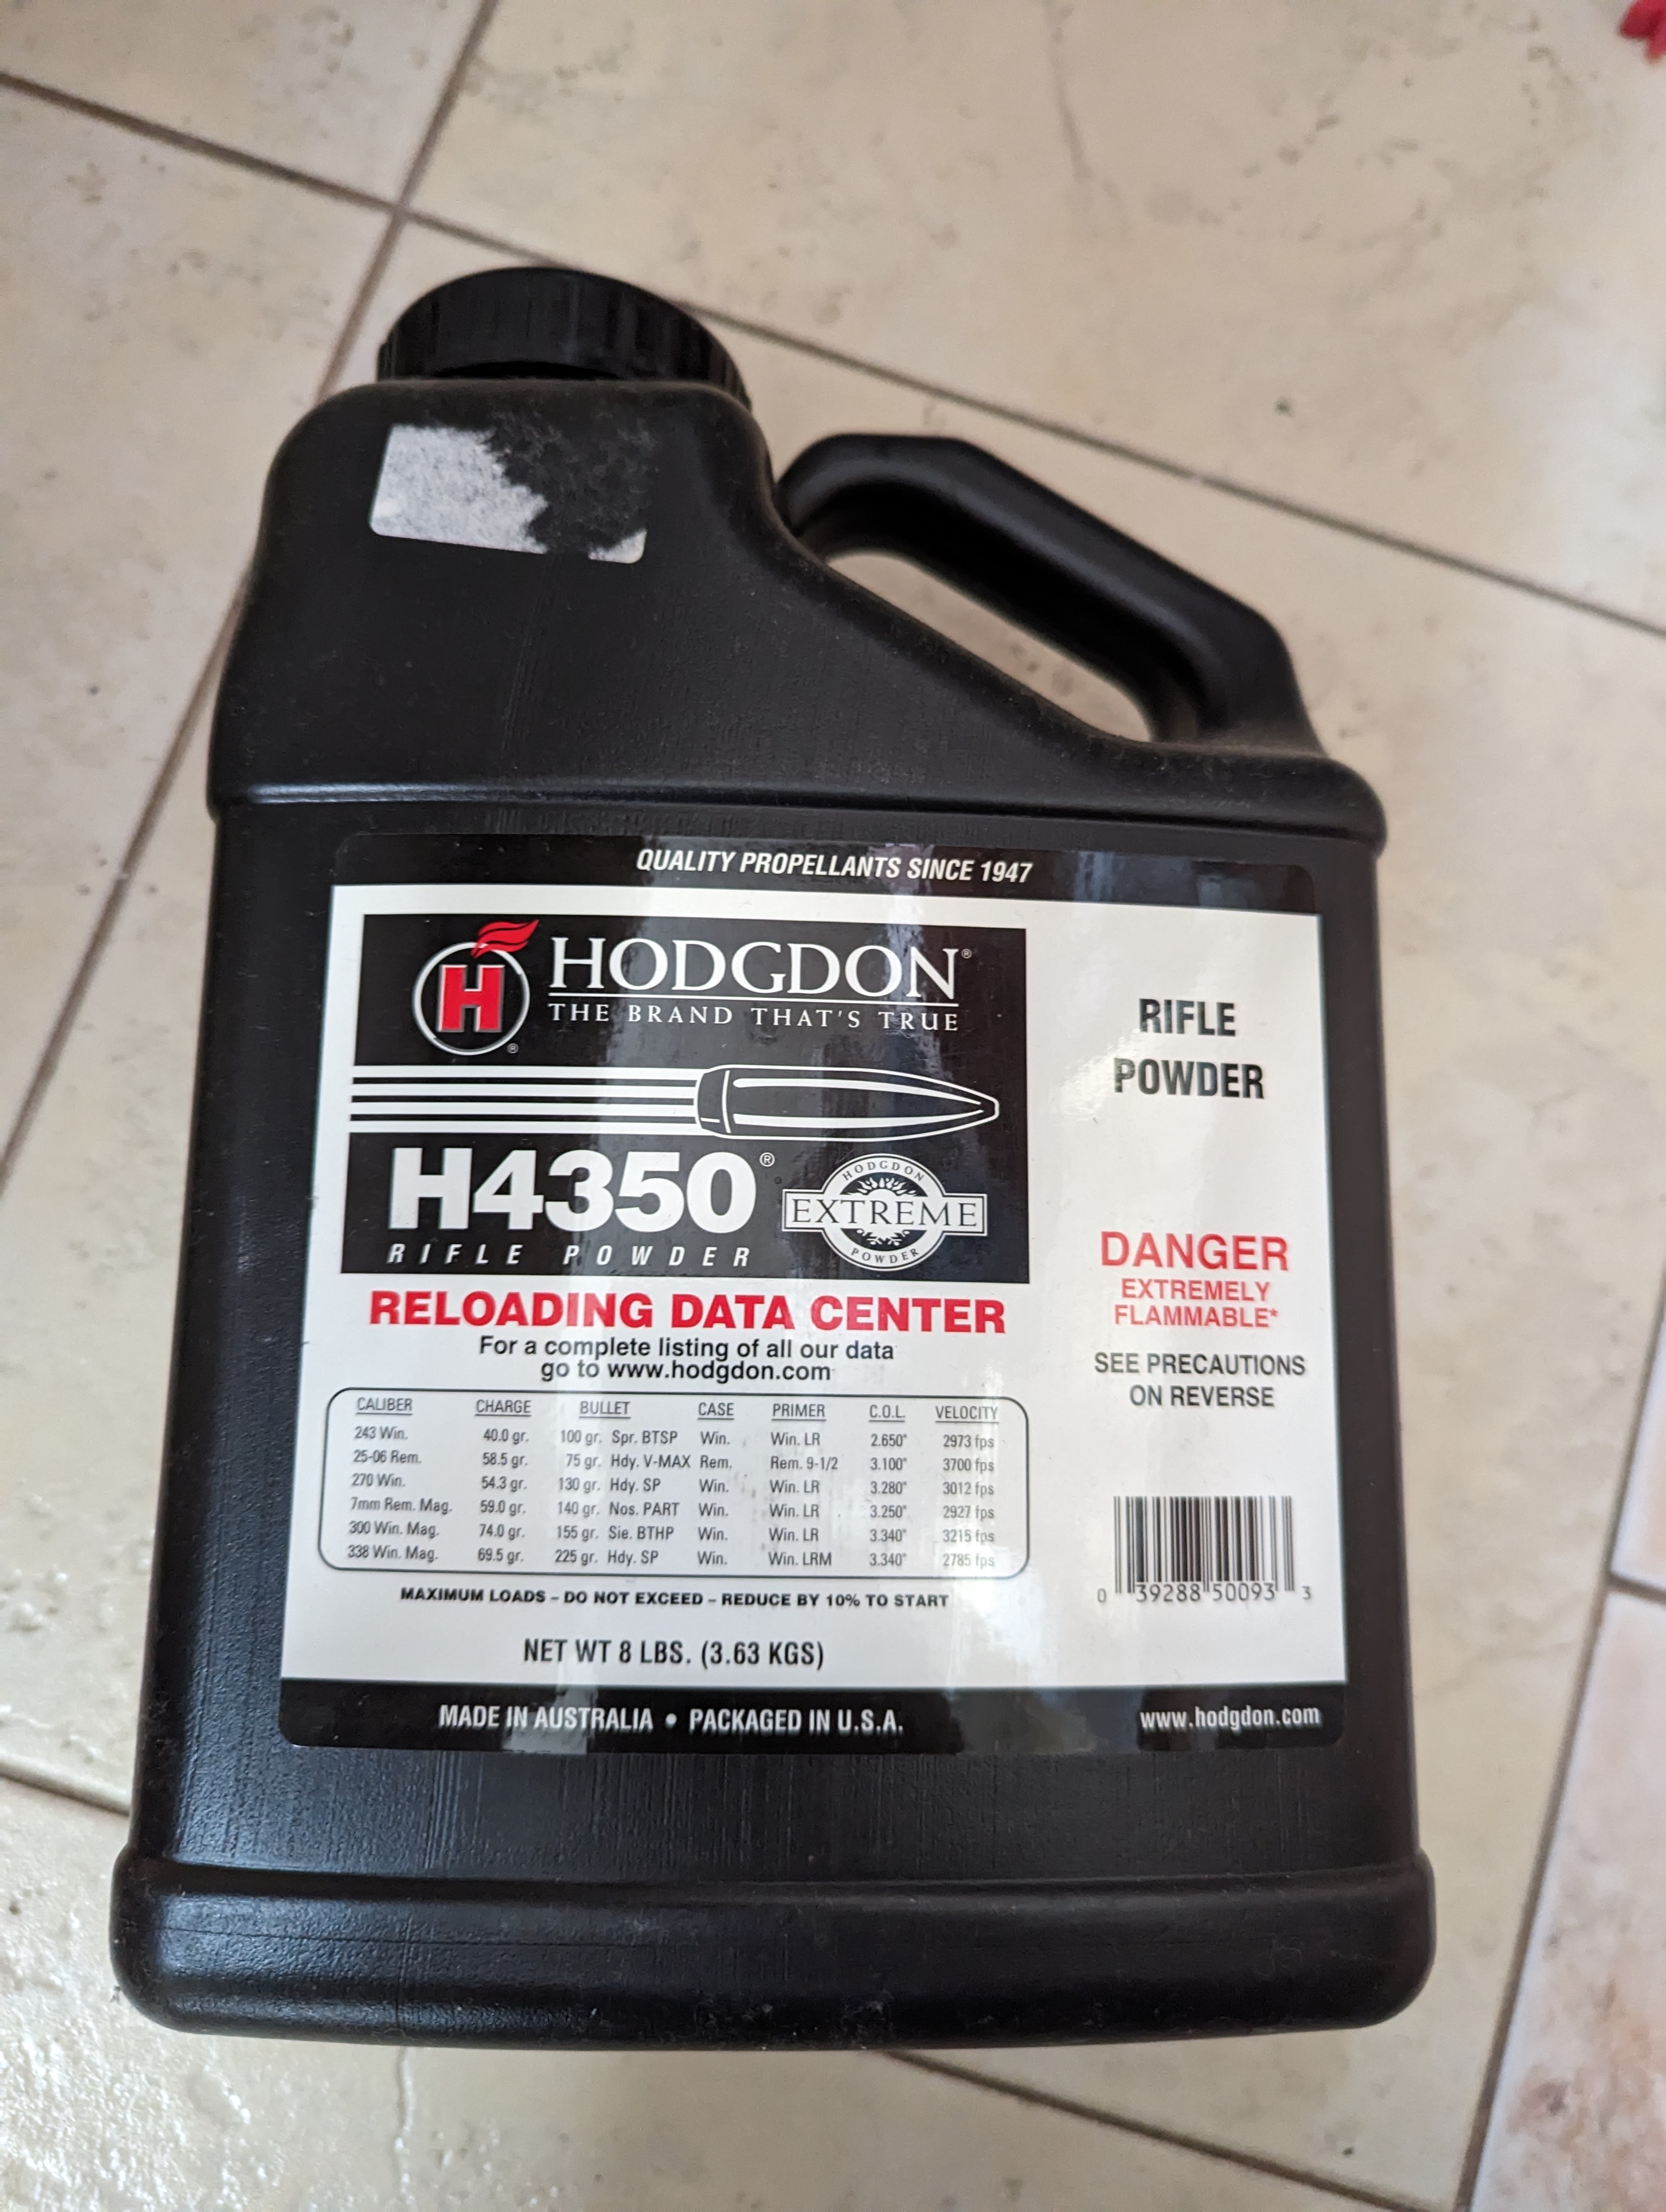 QUALITY PROPELLANTS SINCE 1947
H
®
HODGDON®
THE BRAND THAT'S TRUE
H4350®
RIFLE POWDER
HODGDON
EXTREME
POWDER
RELOADING DATA CENTER
For a complete listing of all our data
go to www.hodgdon.com
CALIBER CHARGE BULLET CASE PRIMER C.O.L. VELOCITY
243 Win. 40.0 gr. 100 gr. Spr. BTSP Win. Win. LR 2.650" 2973 fps
25-06 Rem. 58.5 gr. 75 gr. Hdy. V-MAX Rem. Rem. 9-1/2 3.100" 3700 fps
270 Win. 54.3 gr. 130 gr. Hdy. SP Win. Win. LR 3.280" 3012 fps
7mm Rem. Mag. 59.0 gr. 140 gr. Nos. PART Win. Win. LR 3.250" 2927 fps
300 Win. Mag. 74.0 gr. 155 gr. Sie. BTHP Win. Win. LR 3.340" 3215 fps
338 Win. Mag. 69.5 gr. 225 gr. Hdy. SP Win. Win. LRM 3.340" 2785 fps
MAXIMUM LOADS – DO NOT EXCEED – REDUCE BY 10% TO START
NET WT 8 LBS. (3.63 KGS)
RIFLE
POWDER
DANGER
EXTREMELY
FLAMMABLE*
SEE PRECAUTIONS
ON REVERSE
0 39288 50093 3
MADE IN AUSTRALIA • PACKAGED IN U.S.A.
www.hodgdon.com